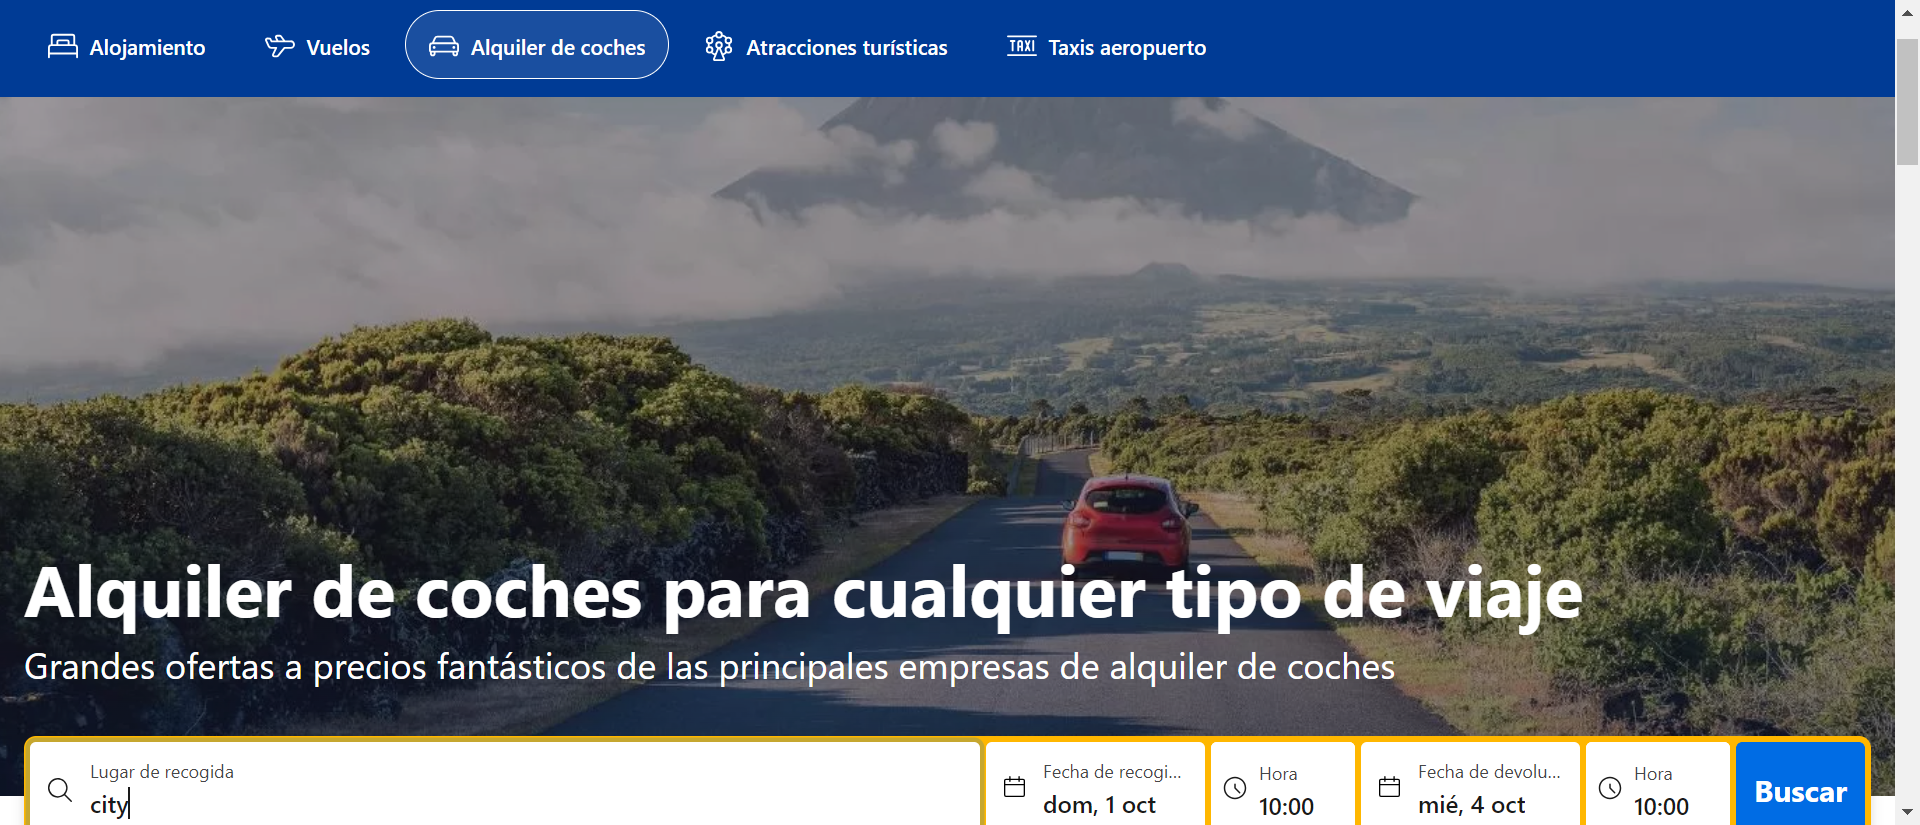 Alojamiento
Vuelos
Alquiler de coches
Atracciones turísticas
TAXI
Taxis aeropuerto
Alquiler de coches para cualquier tipo de viaje
Grandes ofertas a precios fantásticos de las principales empresas de alquiler de coches
Lugar de recogida
city
Fecha de recogi...
dom, 1 oct
Hora
10:00
Fecha de devolu...
mié, 4 oct
Hora
10:00
Buscar